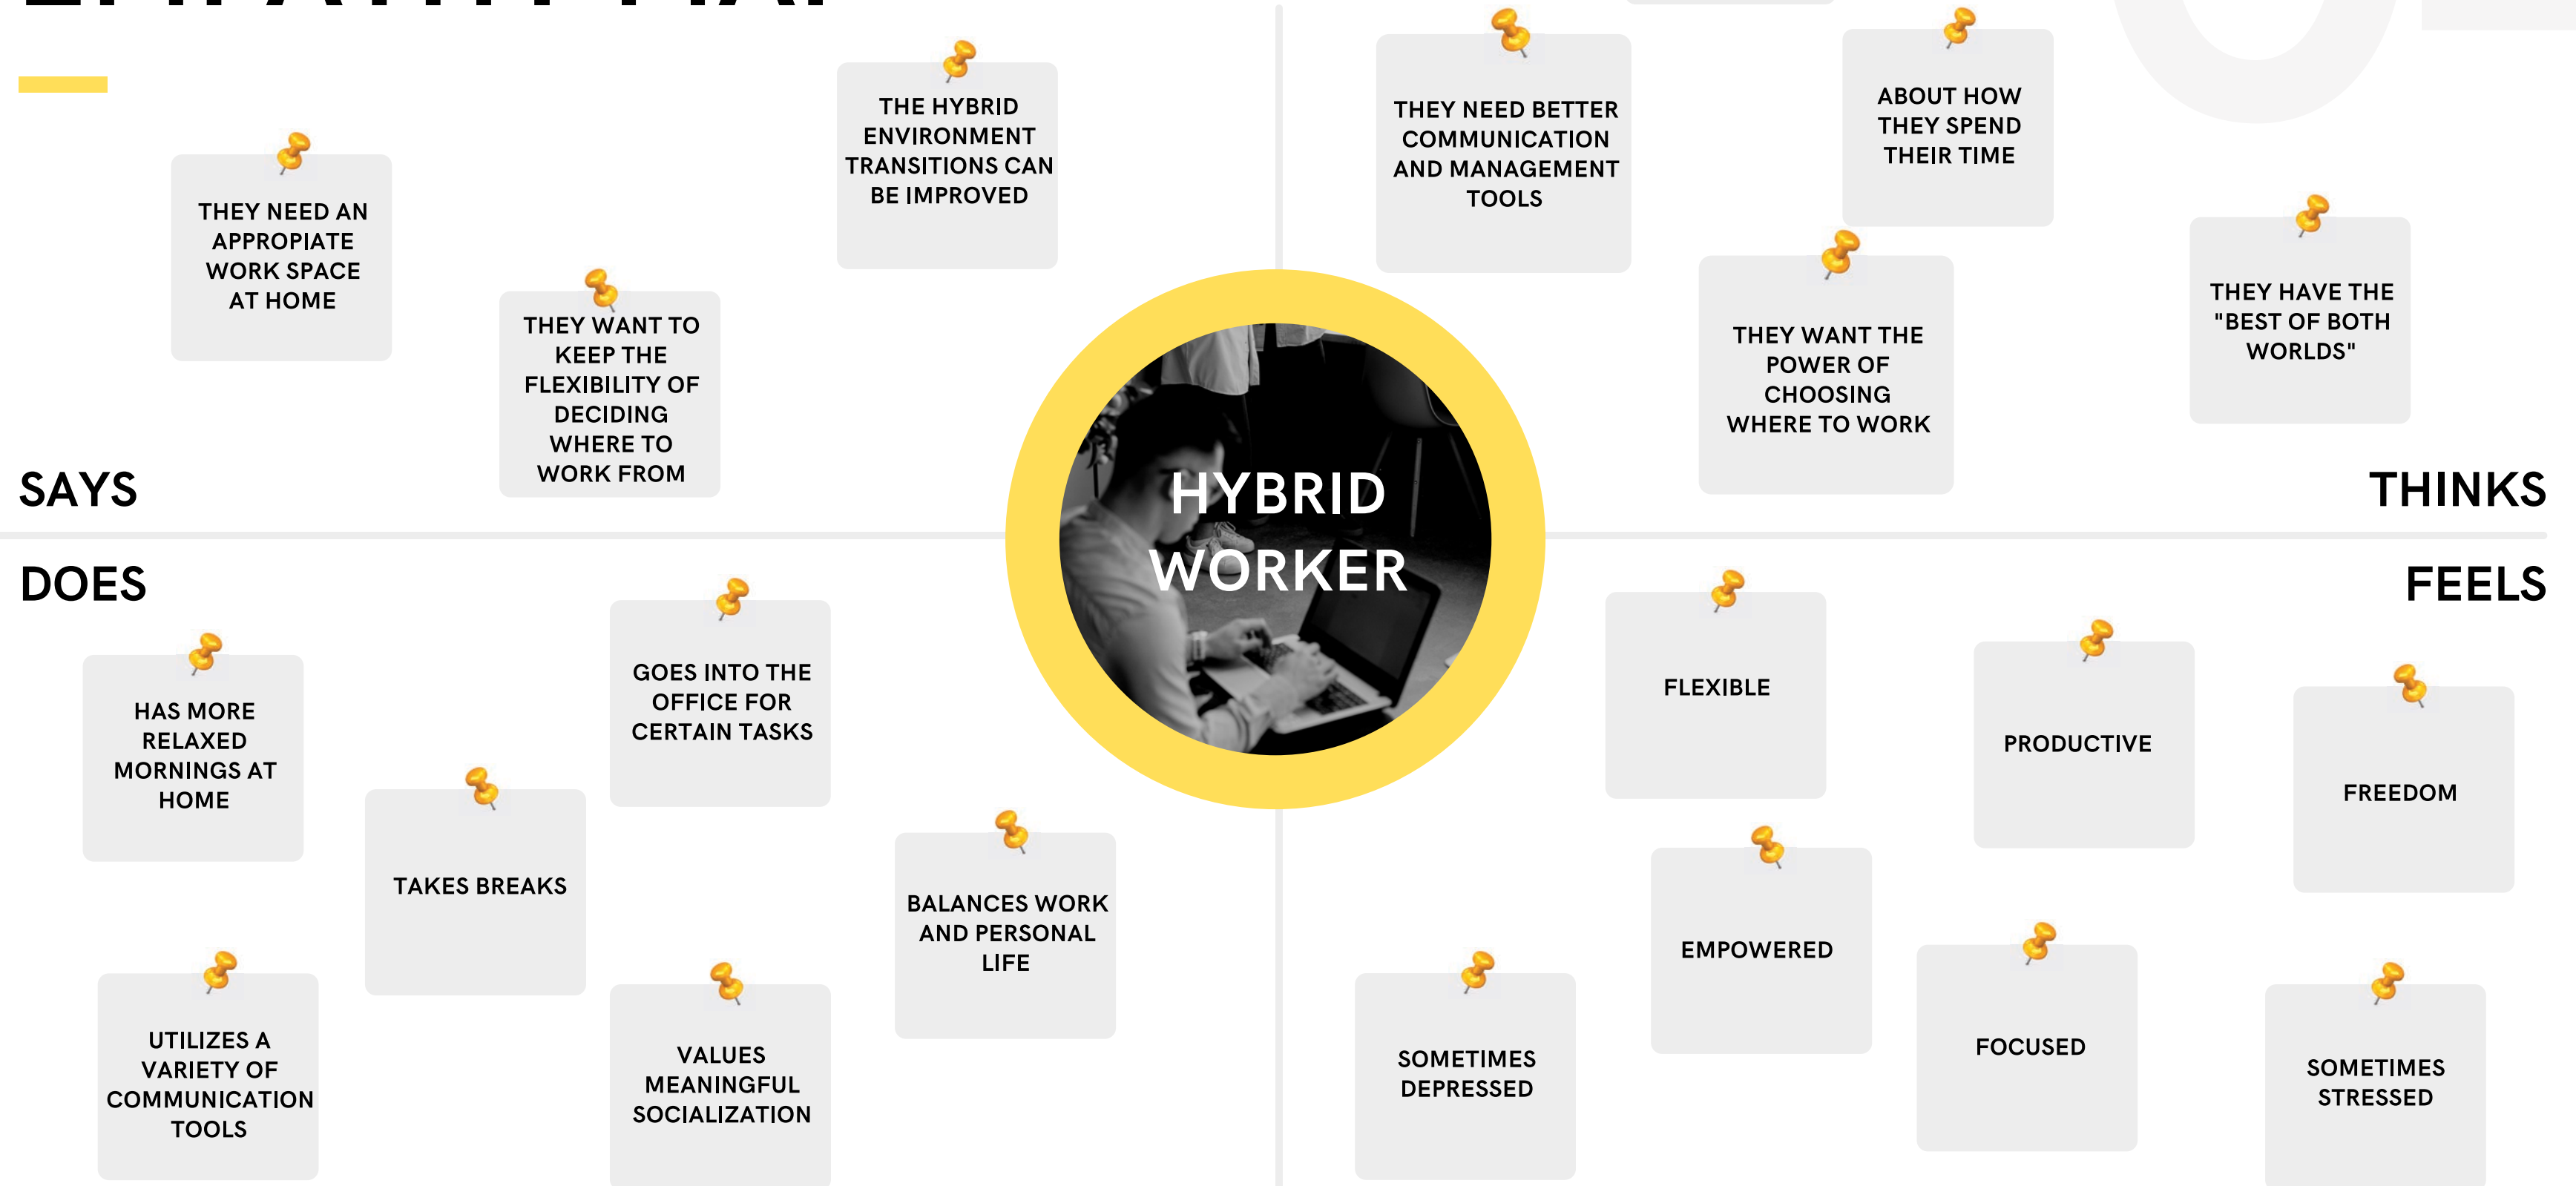 THE HYBRID
ENVIRONMENT
TRANSITIONS CAN
BE IMPROVED
THEY NEED AN
APPROPIATE
WORK SPACE
AT HOME
THEY WANT TO
KEEP THE
FLEXIBILITY OF
DECIDING
WHERE TO
WORK FROM
SAYS
THEY NEED BETTER
COMMUNICATION
AND MANAGEMENT
TOOLS
ABOUT HOW
THEY SPEND
THEIR TIME
THEY WANT THE
POWER OF
CHOOSING
WHERE TO WORK
THEY HAVE THE
"BEST OF BOTH
WORLDS"
THINKS
HYBRID
WORKER
DOES
HAS MORE
RELAXED
MORNINGS AT
HOME
GOES INTO THE
OFFICE FOR
CERTAIN TASKS
TAKES BREAKS
BALANCES WORK
AND PERSONAL
LIFE
UTILIZES A
VARIETY OF
COMMUNICATION
TOOLS
VALUES
MEANINGFUL
SOCIALIZATION
FEELS
FLEXIBLE
PRODUCTIVE
FREEDOM
EMPOWERED
FOCUSED
SOMETIMES
DEPRESSED
SOMETIMES
STRESSED